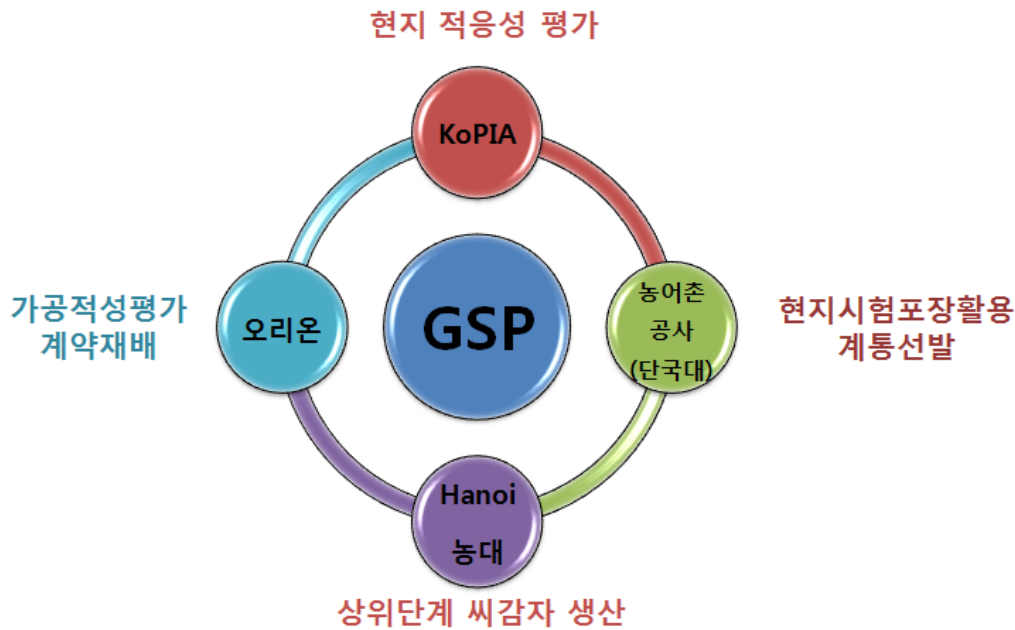 현지 적응성 평가
KoPIA
가공적성평가
계약재배
오리온
GSP
농어촌
공사
(단국대)
현지시험포장활용
계통선발
Hanoi
농대
상위단계 씨감자 생산